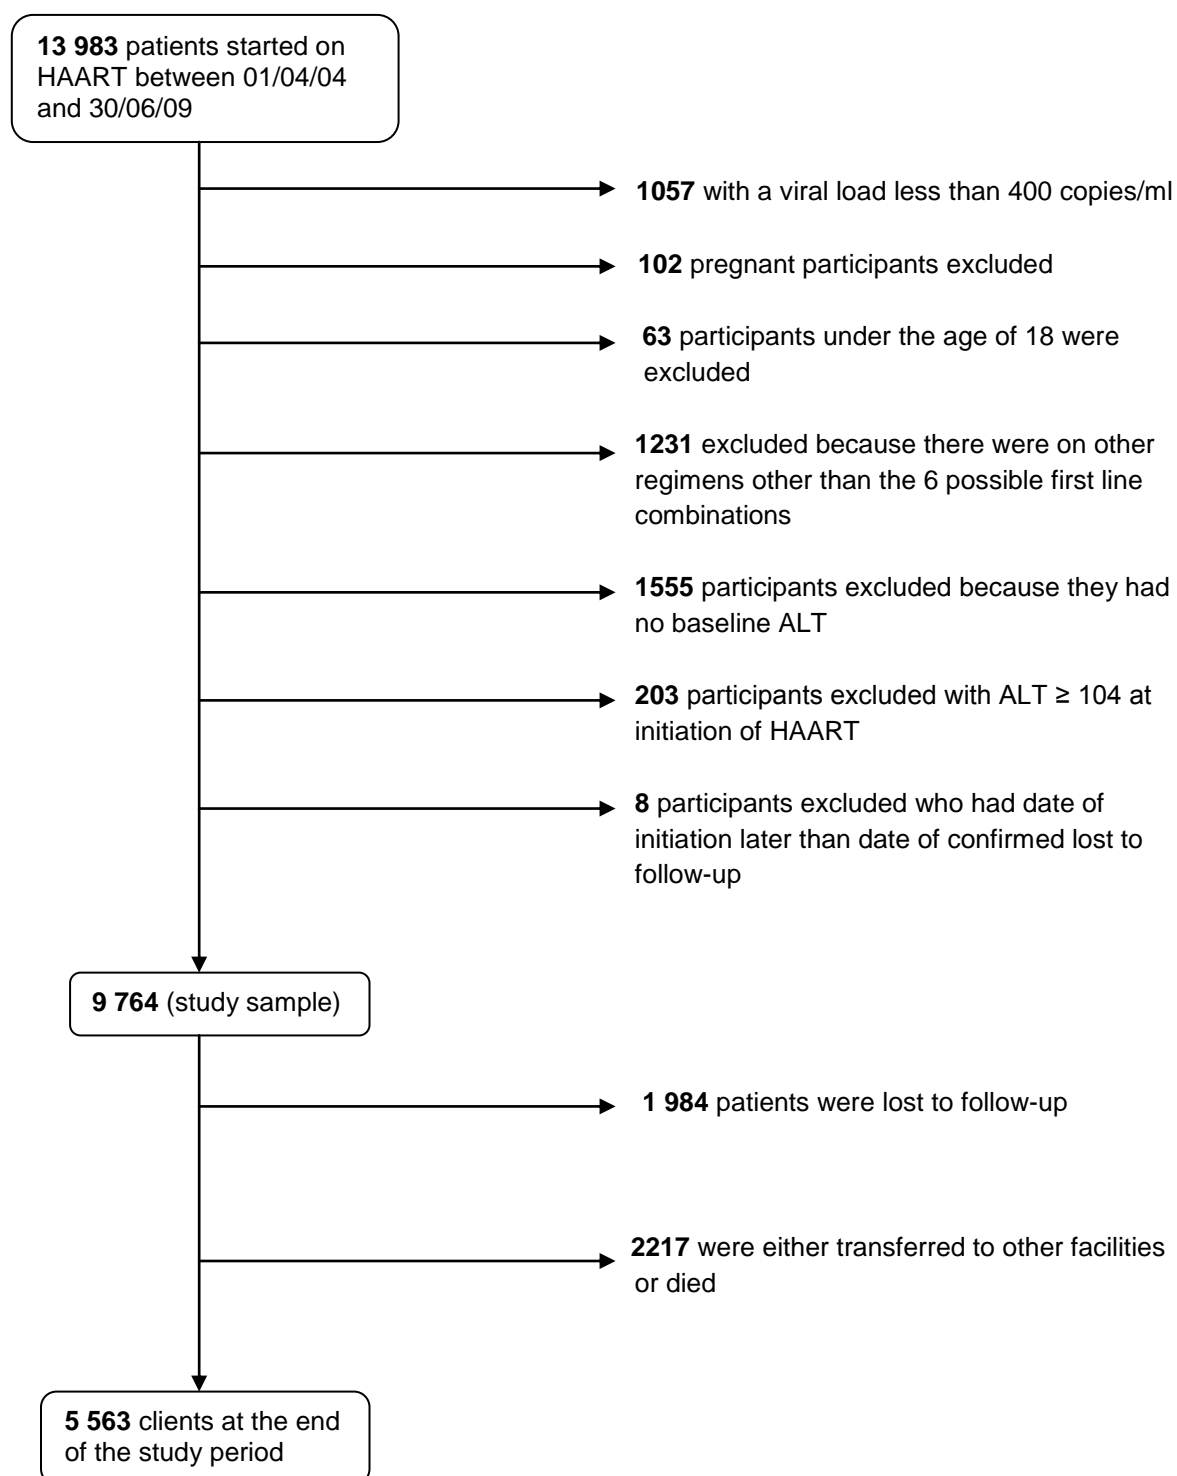 13 983 patients started on
HAART between 01/04/04
and 30/06/09
1057 with a viral load less than 400 copies/ml
102 pregnant participants excluded
63 participants under the age of 18 were
excluded
1231 excluded because there were on other
regimens other than the 6 possible first line
combinations
1555 participants excluded because they had
no baseline ALT
203 participants excluded with ALT ≥ 104 at
initiation of HAART
8 participants excluded who had date of
initiation later than date of confirmed lost to
follow-up
9 764 (study sample)
1 984 patients were lost to follow-up
2217 were either transferred to other facilities
or died
5 563 clients at the end
of the study period